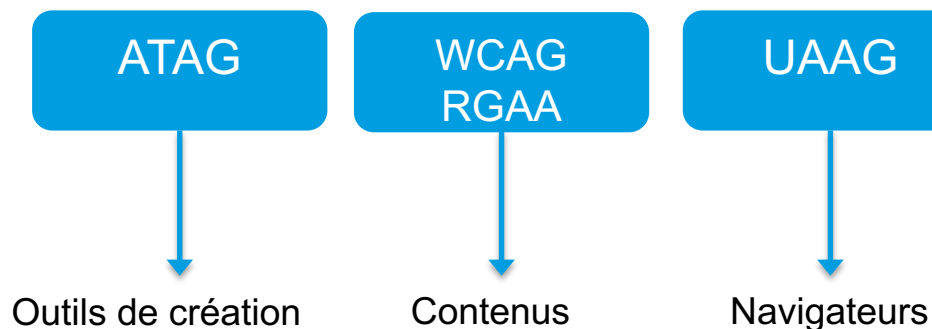 ATAG
WCAG
RGAA
UAAG
Outils de création
Contenus
Navigateurs